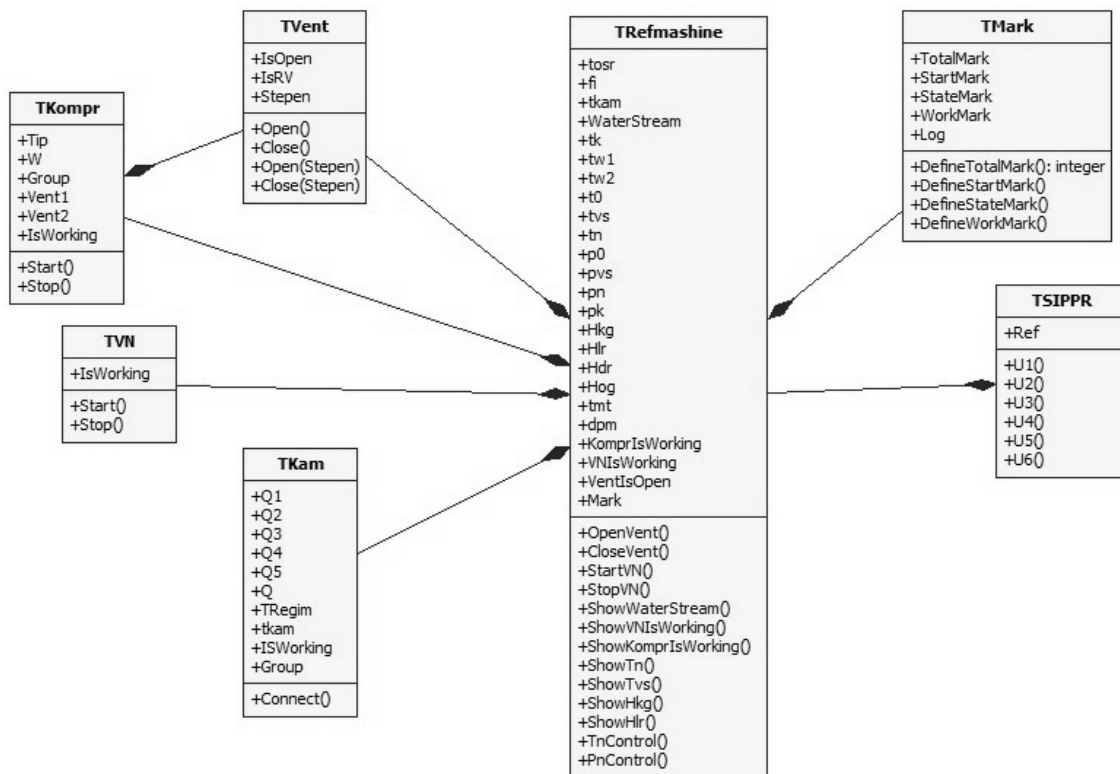 TVent
+IsOpen
+IsRV
+Stepen
+Open()
+Close()
+Open(Stepen)
+Close(Stepen)
TKompr
+Tip
+W
+Group
+Vent1
+Vent2
+IsWorking
+Start()
+Stop()
TVN
+IsWorking
+Start()
+Stop()
TKam
+Q1
+Q2
+Q3
+Q4
+Q5
+Q
+TRegim
+tkam
+ISWorking
+Group
+Connect()
TRefmashine
+tosr
+fi
+tkam
+WaterStream
+tk
+tw1
+tw2
+t0
+tvs
+tn
+p0
+pvs
+pn
+pk
+Hkg
+Hlr
+Hdr
+Hog
+tmt
+dpm
+KomprIsWorking
+VNIsWorking
+VentIsOpen
+Mark
+OpenVent()
+CloseVent()
+StartVN()
+StopVN()
+ShowWaterStream()
+ShowVNIsWorking()
+ShowKomprIsWorking()
+ShowTn()
+ShowTvs()
+ShowHkg()
+ShowHlr()
+TnControl()
+PnControl()
TMark
+TotalMark
+StartMark
+StateMark
+WorkMark
+Log
+DefineTotalMark(): integer
+DefineStartMark()
+DefineStateMark()
+DefineWorkMark()
TSIPPR
+Ref
+U1()
+U2()
+U3()
+U4()
+U5()
+U6()